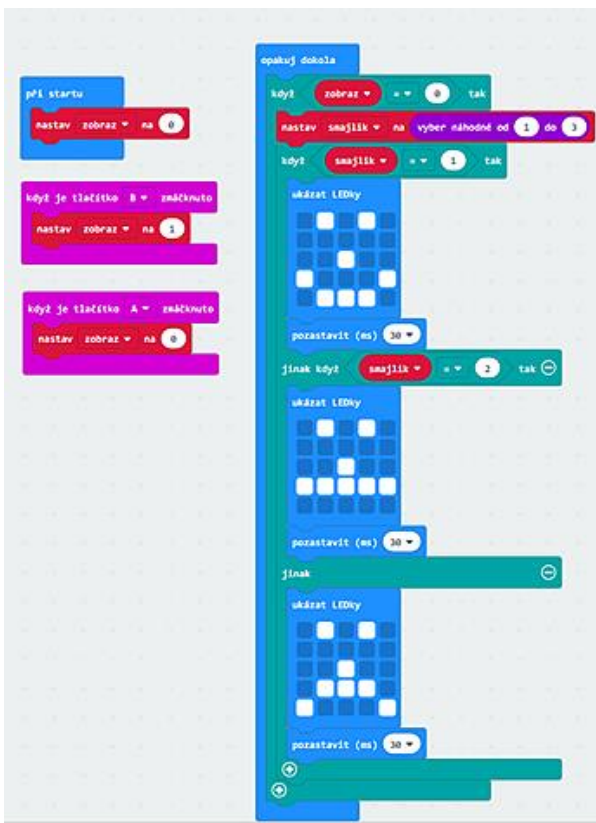 při startu
nastav zobraz na 0
když je tlačítko B zmáčknuto
nastav zobraz na 1
když je tlačítko A zmáčknuto
nastav zobraz na 0
opakuj dokola
když zobraz = 0 tak
nastav smajlik na vyber náhodné od 1 do 3
když smajlik = 1 tak
ukázat LEDky
pozastavit (ms) 30
jinak když smajlik = 2 tak
ukázat LEDky
pozastavit (ms) 30
jinak
ukázat LEDky
pozastavit (ms) 30